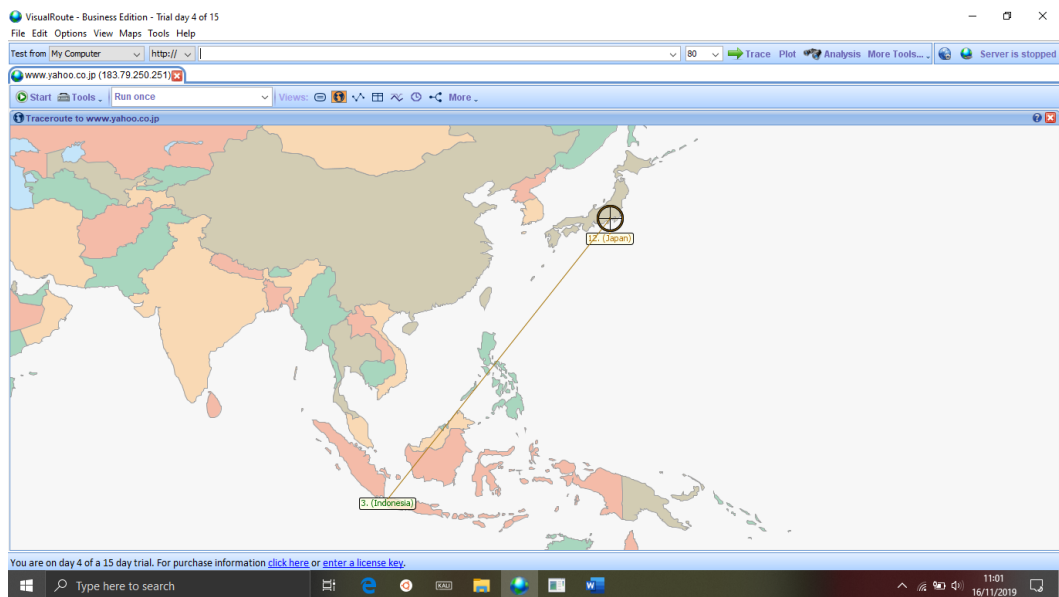 VisualRoute - Business Edition - Trial day 4 of 15
File Edit Options View Maps Tools Help
Test from My Computer http:// 80 Trace Plot Analysis More Tools... Server is stopped
www.yahoo.co.jp (183.79.250.251)
Start Tools Run once Views: More
Traceroute to www.yahoo.co.jp
12. (Japan)
3. (Indonesia)
You are on day 4 of a 15 day trial. For purchase information click here or enter a license key.
Type here to search KALI 11:01
16/11/2019